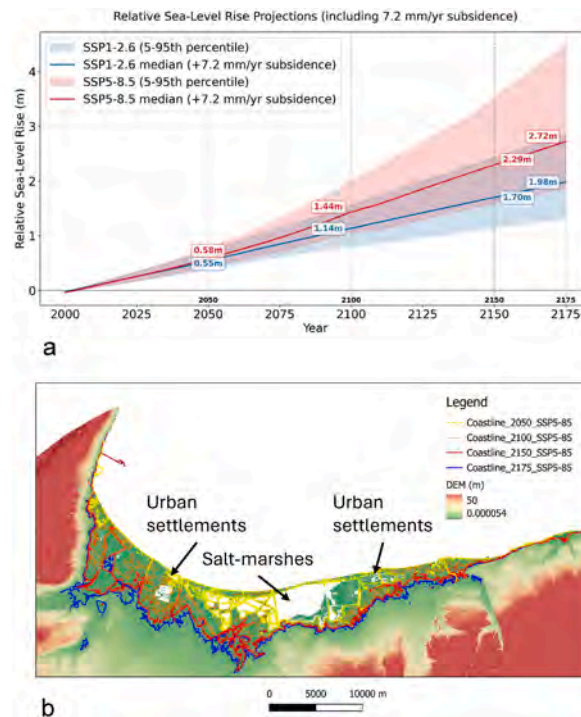 Relative Sea-Level Rise Projections (including 7.2 mm/yr subsidence)
SSP1-2.6 (5-95th percentile)
SSP1-2.6 median (+7.2 mm/yr subsidence)
SSP5-8.5 (5-95th percentile)
SSP5-8.5 median (+7.2 mm/yr subsidence)
Relative Sea-Level Rise (m)
4
3
2
1
0
2.72m
2.29m
1.98m
1.44m
1.70m
1.14m
0.58m
0.55m
2050
2100
2150
2175
2000
2025
2050
2075
2100
2125
2150
2175
Year
a
Legend
Coastline_2050_SSP5-85
Coastline_2100_SSP5-85
Coastline_2150_SSP5-85
Coastline_2175_SSP5-85
DEM (m)
50
0.000054
Urban
settlements
Urban
settlements
Salt-marshes
0
5000
10000 m
b